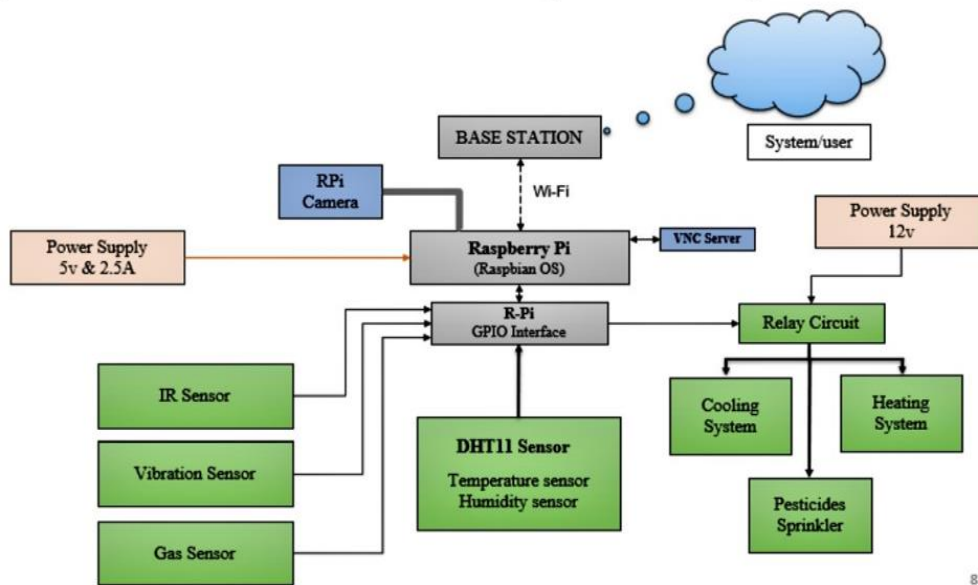 BASE STATION
System/user
Wi-Fi
RPi
Camera
Power Supply
12v
Power Supply
5v & 2.5A
Raspberry Pi
(Raspbian OS)
VNC Server
R-Pi
GPIO Interface
Relay Circuit
IR Sensor
Cooling
System
Heating
System
DHT11 Sensor
Temperature sensor
Humidity sensor
Vibration Sensor
Pesticides
Sprinkler
Gas Sensor
8